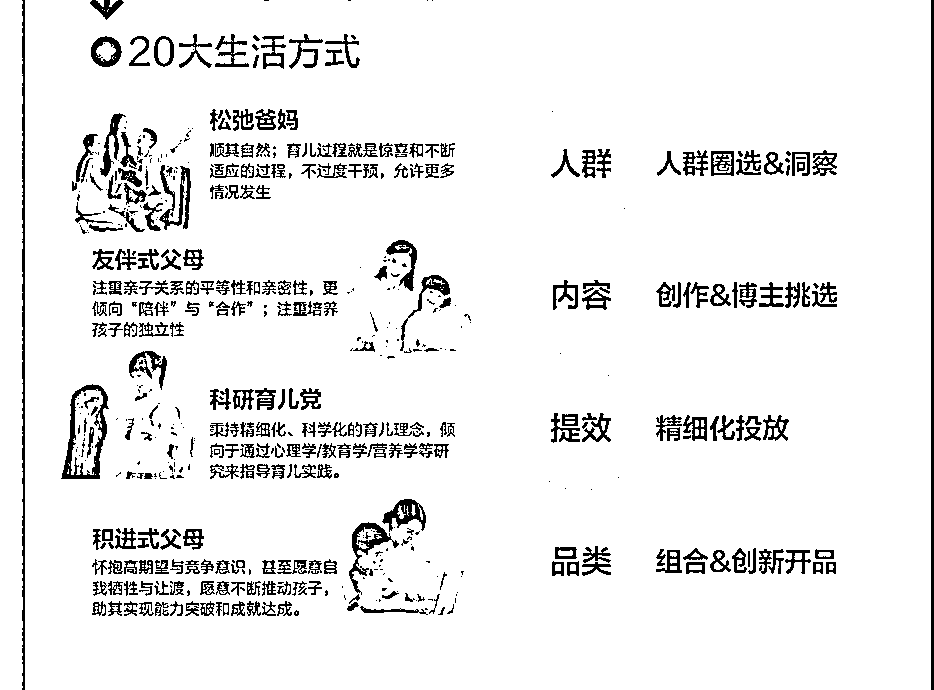 20大生活方式
松弛爸妈
顺其自然；育儿过程就是惊喜和不断
适应的过程，不过度干预，允许更多
情况发生
友伴式父母
注重亲子关系的平等性和亲密性，更
倾向“陪伴”与“合作”；注重培养
孩子的独立性
科研育儿党
秉持精细化、科学化的育儿理念，倾
向于通过心理学/教育学/营养学等研
究来指导育儿实践。
积进式父母
怀抱高期望与竞争意识，甚至愿意自
我牺牲与让渡，愿意不断推动孩子，
助其实现能力突破和成就达成。
人群 人群圈选&洞察
内容 创作&博主挑选
提效 精细化投放
品类 组合&创新开品